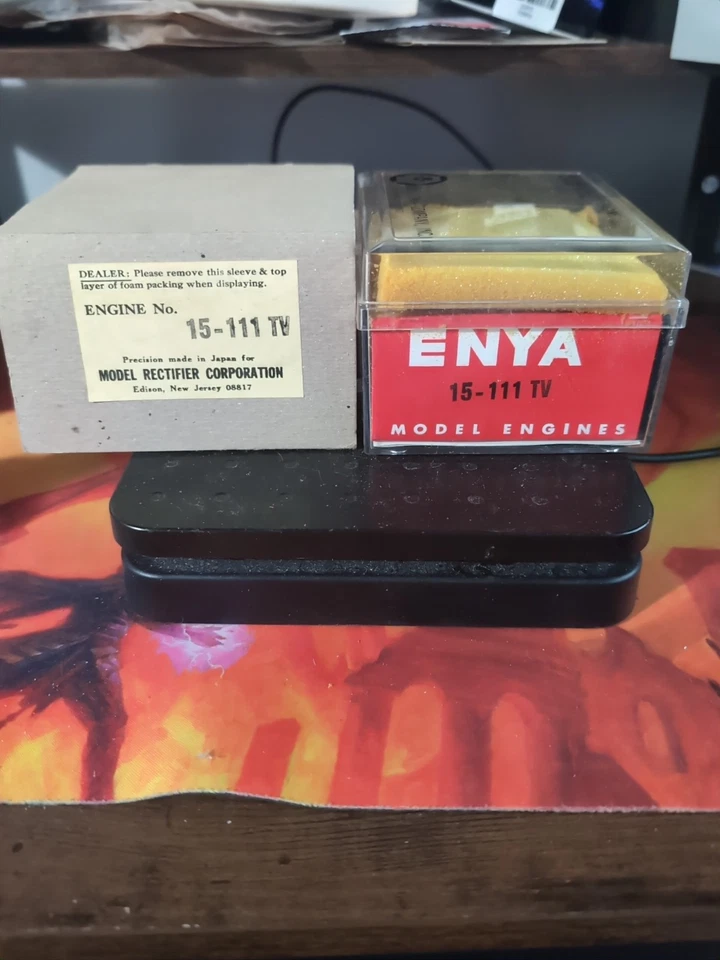 DEALER: Please remove this sleeve & top
layer of foam packing when displaying.
ENGINE No.
15-111 TV
Precision made in Japan for
MODEL RECTIFIER CORPORATION
Edison, New Jersey 08817
ENYA
15-111 TV
MODEL ENGINES